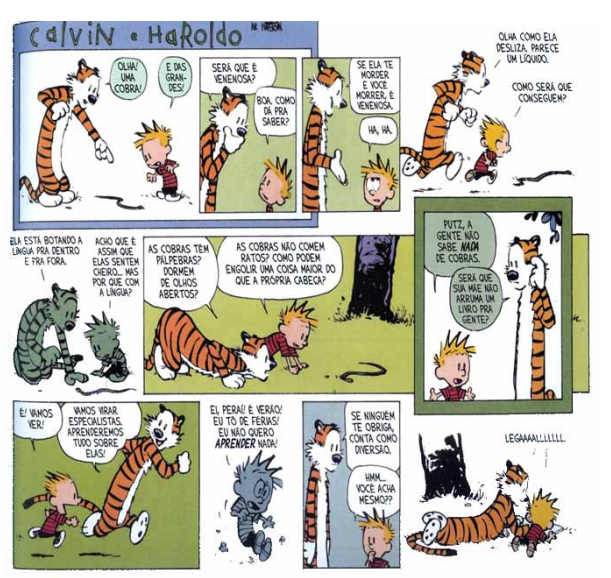 CALVIN e HaROLDO
OLHA!
UMA
COBRA!
E DAS
GRAN-
DES!
SERÁ QUE É
VENENOSA?
BOA. COMO
DÁ PRA
SABER?
SE ELA TE
MORDER
E VOCÊ
MORRER, É
VENENOSA.
HA, HA.
OLHA COMO ELA
DESLIZA. PARECE
UM LÍQUIDO.
COMO SERÁ QUE
CONSEGUEM?
ELA ESTÁ BOTANDO A
LÍNGUA PRA DENTRO
E PRA FORA.
ACHO QUE É
ASSIM QUE
ELAS SENTEM
CHEIRO... MAS
POR QUE COM
A LÍNGUA?
AS COBRAS TÊM
PÁLPEBRAS?
DORMEM
DE OLHOS
ABERTOS?
AS COBRAS NÃO COMEM
RATOS? COMO PODEM
ENGOLIR UMA COISA MAIOR DO
QUE A PRÓPRIA CABEÇA?
PUTZ, A
GENTE NÃO
SABE NADA
DE COBRAS.
SERÁ QUE
SUA MÃE NÃO
ARRUMA UM
LIVRO PRA
GENTE?
É! VAMOS
VER!
VAMOS VIRAR
ESPECIALISTAS.
APRENDEREMOS
TUDO SOBRE
ELAS!
EI, PERAÍ! É VERÃO!
EU TÔ DE FÉRIAS!
EU NÃO QUERO
APRENDER NADA!
SE NINGUÉM
TE OBRIGA,
CONTA COMO
DIVERSÃO.
HMM...
VOCÊ ACHA
MESMO??
LEGAAAALLLLLLL.